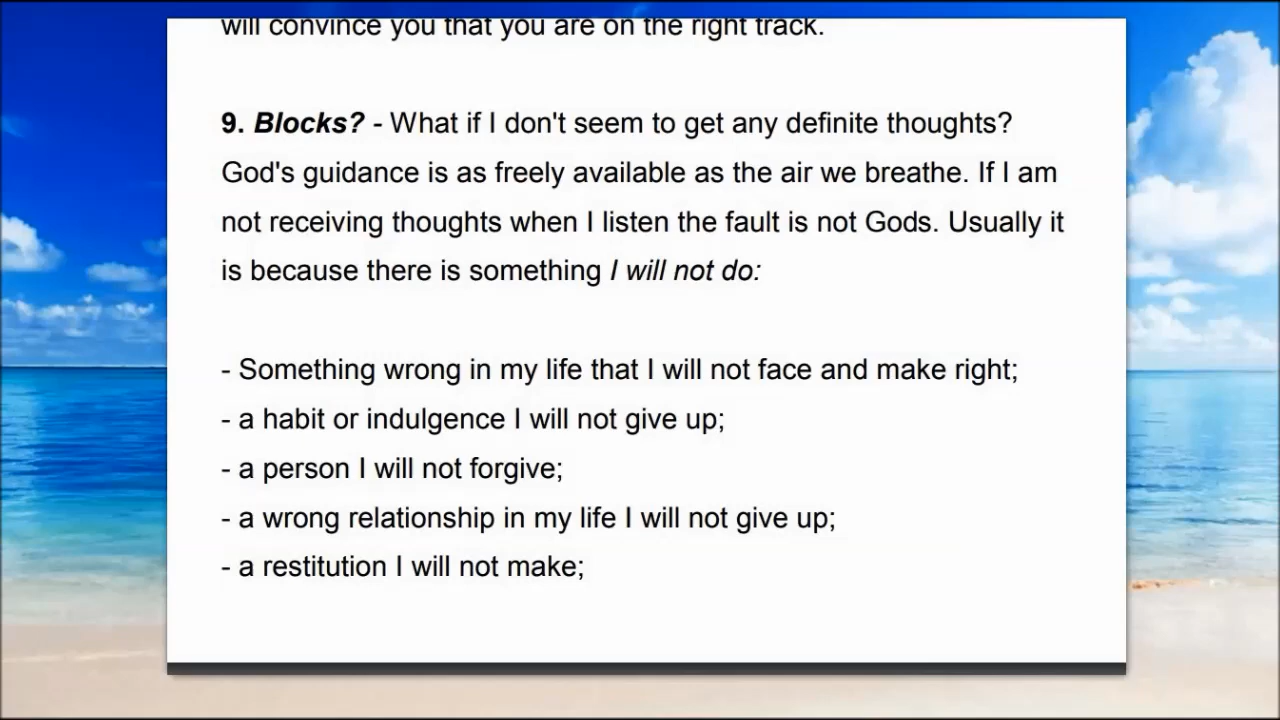 will convince you that you are on the right track.
9. Blocks? - What if I don't seem to get any definite thoughts?
God's guidance is as freely available as the air we breathe. If I am
not receiving thoughts when I listen the fault is not Gods. Usually it
is because there is something I will not do:
- Something wrong in my life that I will not face and make right;
- a habit or indulgence I will not give up;
- a person I will not forgive;
- a wrong relationship in my life I will not give up;
- a restitution I will not make;